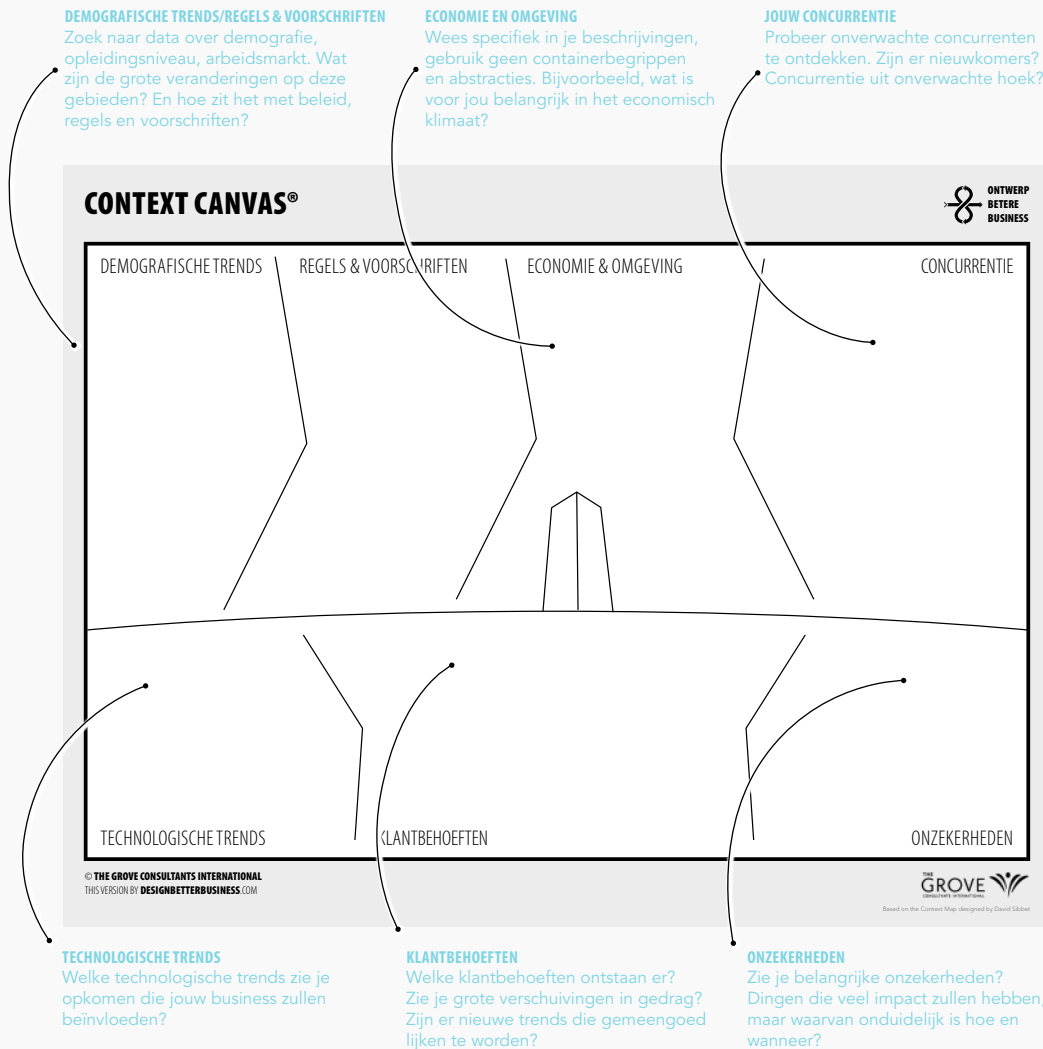 DEMOGRAFISCHE TRENDS/REGELS & VOORSCHRIFTEN
Zoek naar data over demografie,
opleidingsniveau, arbeidsmarkt. Wat
zijn de grote veranderingen op deze
gebieden? En hoe zit het met beleid,
regels en voorschriften?
ECONOMIE EN OMGEVING
Wees specifiek in je beschrijvingen,
gebruik geen containerbegrippen
en abstracties. Bijvoorbeeld, wat is
voor jou belangrijk in het economisch
klimaat?
JOUW CONCURRENTIE
Probeer onverwachte concurrenten
te ontdekken. Zijn er nieuwkomers?
Concurrentie uit onverwachte hoek?
CONTEXT CANVAS®
ONTWERP
BETERE
BUSINESS
DEMOGRAFISCHE TRENDS
REGELS & VOORSCHRIFTEN
ECONOMIE & OMGEVING
CONCURRENTIE
TECHNOLOGISCHE TRENDS
KLANTBEHOEFTEN
ONZEKERHEDEN
© THE GROVE CONSULTANTS INTERNATIONAL
THIS VERSION BY DESIGNBETTERBUSINESS.COM
THE
GROVE
CONSULTANTS INTERNATIONAL
Based on the Context Map designed by David Sibbet
TECHNOLOGISCHE TRENDS
Welke technologische trends zie je
opkomen die jouw business zullen
beïnvloeden?
KLANTBEHOEFTEN
Welke klantbehoeften ontstaan er?
Zie je grote verschuivingen in gedrag?
Zijn er nieuwe trends die gemeengoed
lijken te worden?
ONZEKERHEDEN
Zie je belangrijke onzekerheden?
Dingen die veel impact zullen hebben,
maar waarvan onduidelijk is hoe en
wanneer?